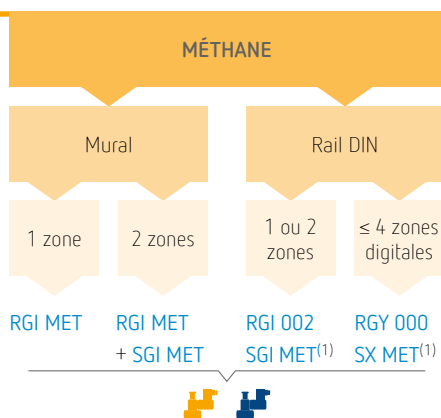 MÉTHANE
Mural
Rail DIN
1 zone
2 zones
1 ou 2
zones
≤ 4 zones
digitales
RGI MET
RGI MET
+ SGI MET
RGI 002
SGI MET(1)
RGY 000
SX MET(1)